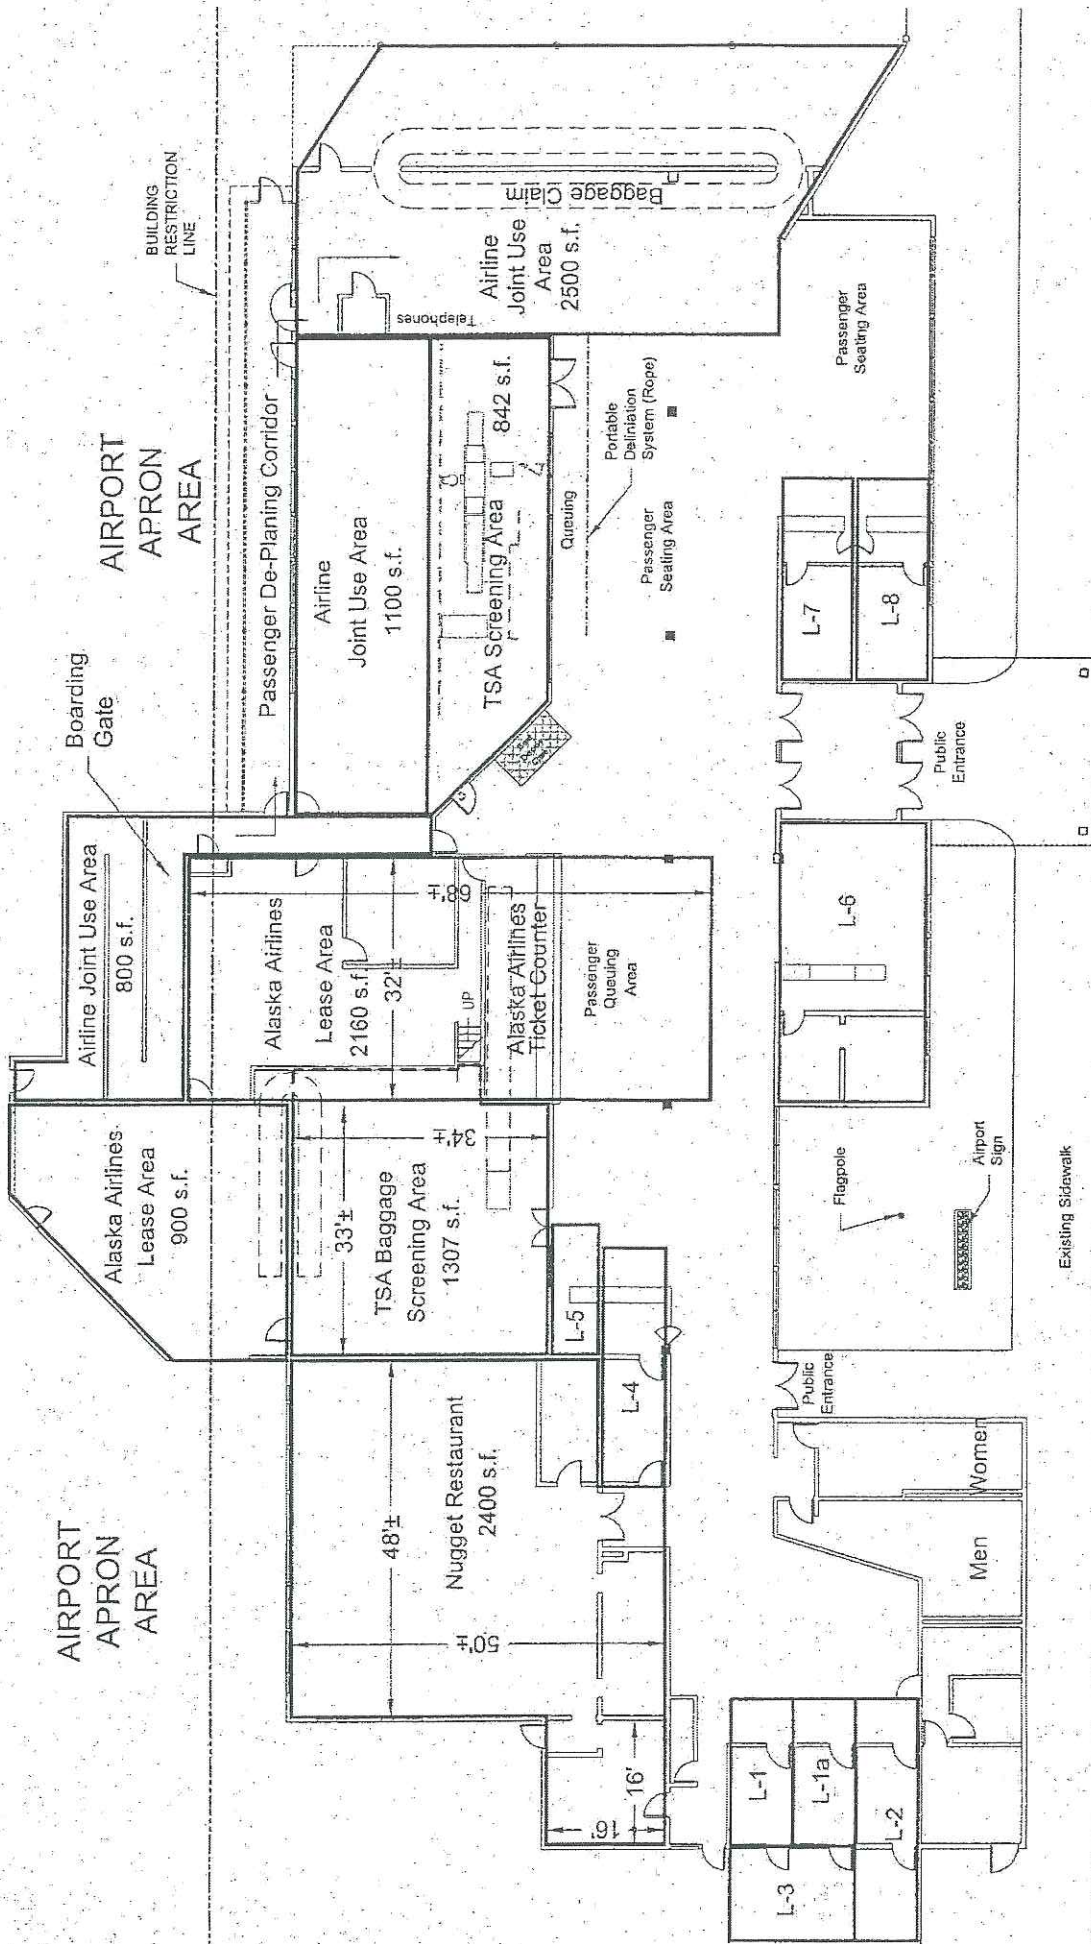 AIRPORT
APRON
AREA
AIRPORT
APRON
AREA
BUILDING
RESTRICTION
LINE
Boarding
Gate
Passenger De-Planing Corridor
Airline Joint Use Area
800 s.f.
Alaska Airlines
Lease Area
900 s.f.
Alaska Airlines
Lease Area
2160 s.f.
32'±
68'±
UP
Alaska Airlines
Ticket Counter
Passenger
Queuing
Area
Airline
Joint Use Area
1100 s.f.
TSA Screening Area
842 s.f.
Telephones
Airline
Joint Use
Area
2500 s.f.
Baggage Claim
Queuing
Portable
Deliniation
System (Rope)
Passenger
Seating Area
Passenger
Seating Area
33'±
34'±
TSA Baggage
Screening Area
1307 s.f.
48'±
50'±
Nugget Restaurant
2400 s.f.
16'
16'
L-5
L-4
L-1
L-1a
L-2
L-3
L-6
L-7
L-8
Men
Women
Public
Entrance
Public
Entrance
Flagpole
Airport
Sign
Existing Sidewalk